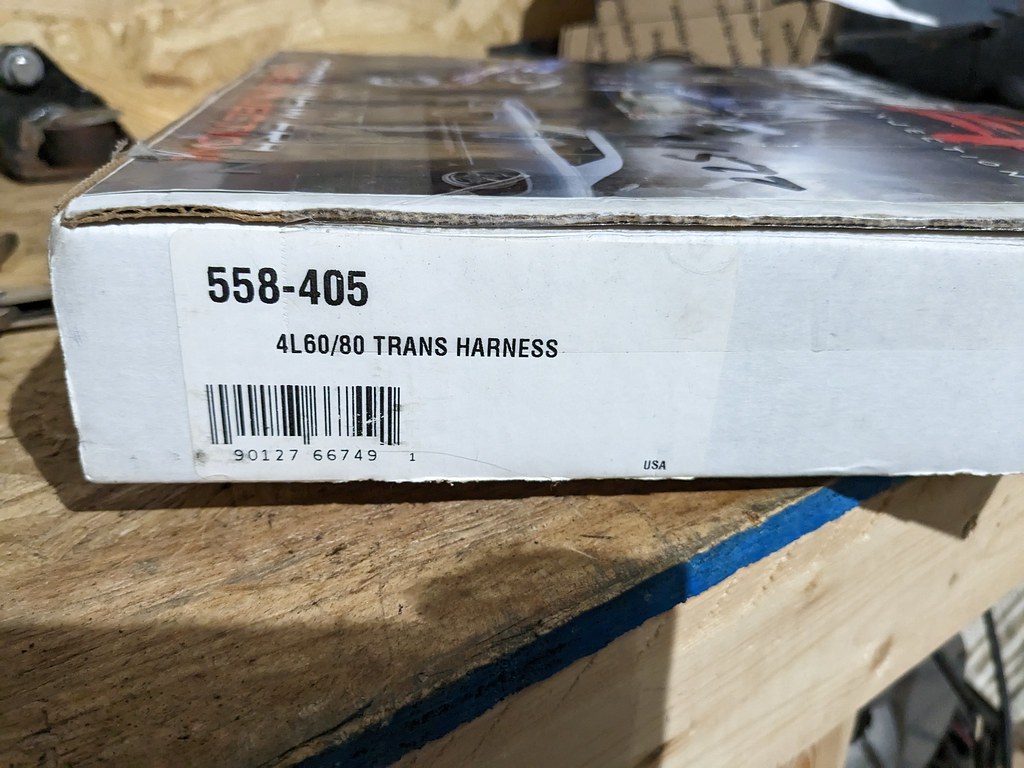 558-405
4L60/80 TRANS HARNESS
90127 66749 1
USA